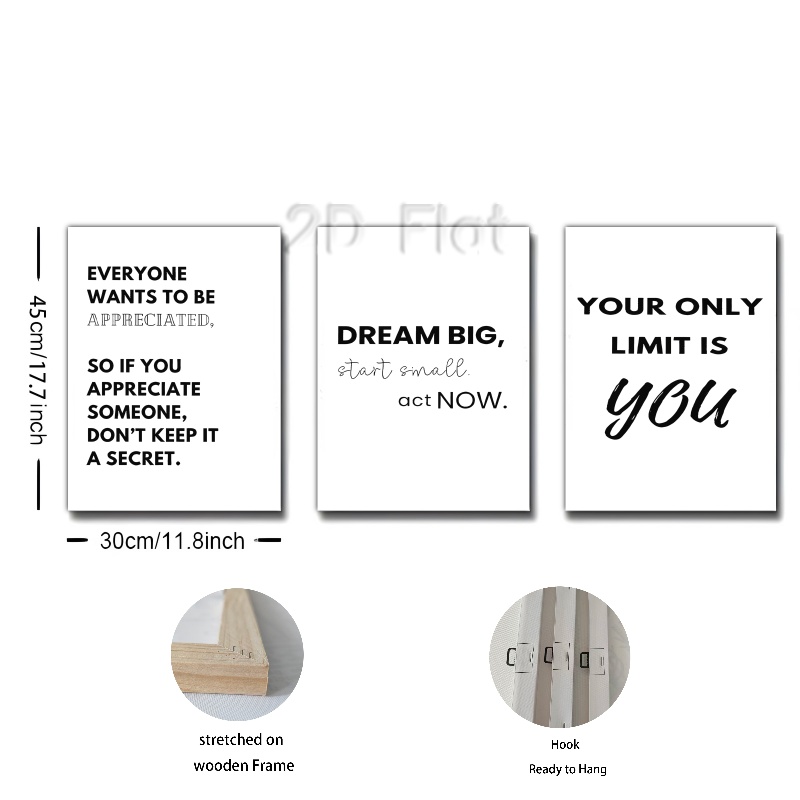 2D Flat
EVERYONE
WANTS TO BE
APPRECIATED,
SO IF YOU
APPRECIATE
SOMEONE,
DON'T KEEP IT
A SECRET.
DREAM BIG,
start small.
act NOW.
YOUR ONLY
LIMIT IS
YOU
45cm/17.7inch
30cm/11.8inch
stretched on
wooden Frame
Hook
Ready to Hang